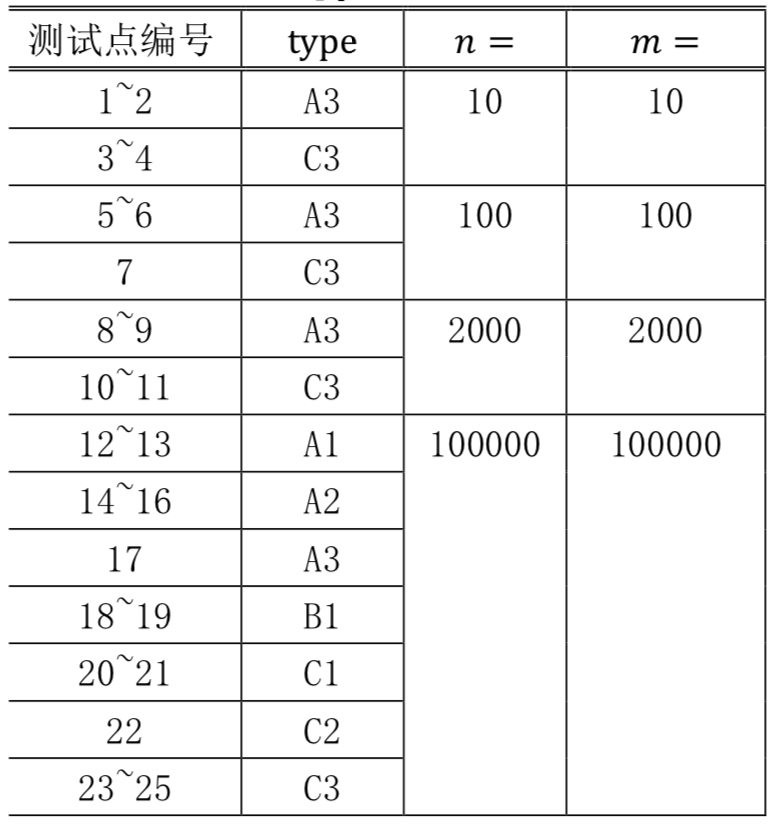 测试点编号 type n = m =
1~2 A3 10 10
3~4 C3
5~6 A3 100 100
7 C3
8~9 A3 2000 2000
10~11 C3
12~13 A1 100000 100000
14~16 A2
17 A3
18~19 B1
20~21 C1
22 C2
23~25 C3